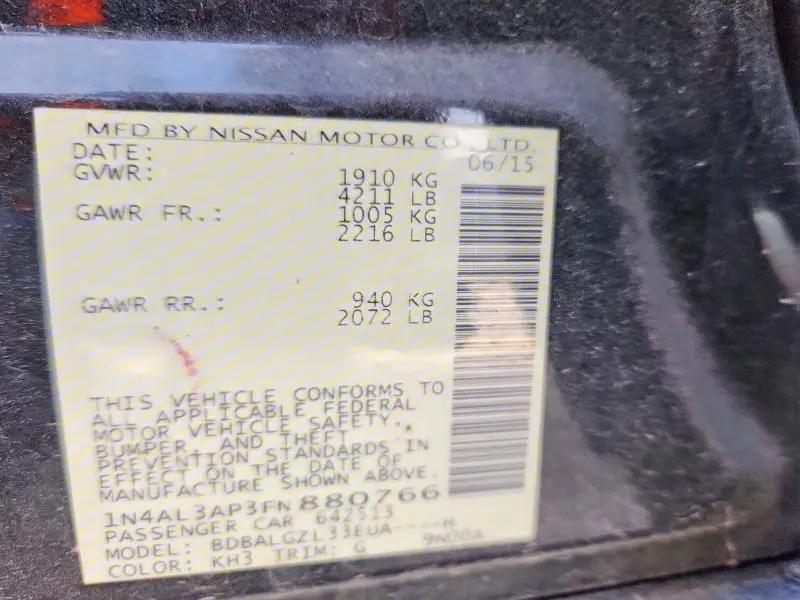 MFD BY NISSAN MOTOR CO., LTD.
DATE: 06/15
GVWR: 1910 KG
4211 LB
GAWR FR.: 1005 KG
2216 LB
GAWR RR.: 940 KG
2072 LB
THIS VEHICLE CONFORMS TO
ALL APPLICABLE FEDERAL
MOTOR VEHICLE SAFETY,
BUMPER, AND THEFT
PREVENTION STANDARDS IN
EFFECT ON THE DATE OF
MANUFACTURE SHOWN ABOVE.
1N4AL3AP3FN880766
PASSENGER CAR 642513
MODEL: BDBALGZL33EUA----B
COLOR: KH3 TRIM: G 9N00A